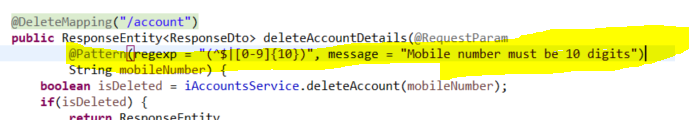 @DeleteMapping("/account")
public ResponseEntity<ResponseDto> deleteAccountDetails(@RequestParam
@Pattern(regexp = "(^$|[0-9]{10})", message = "Mobile number must be 10 digits")
String mobileNumber) {
boolean isDeleted = iAccountsService.deleteAccount(mobileNumber);
if(isDeleted) {
return ResponseEntity